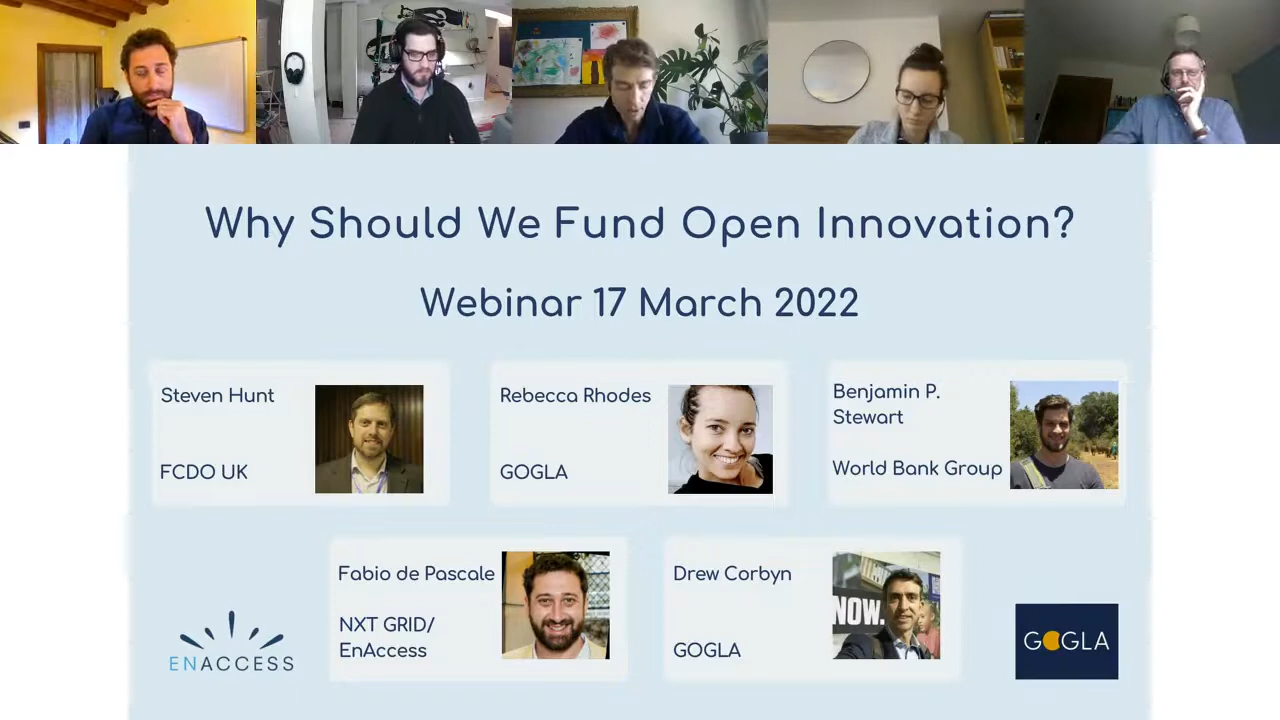 Why Should We Fund Open Innovation?
Webinar 17 March 2022
Steven Hunt
FCDO UK
Rebecca Rhodes
GOGLA
Benjamin P.
Stewart
World Bank Group
Fabio de Pascale
NXT GRID/
EnAccess
Drew Corbyn
GOGLA
NOW.
ENACCESS
GOGLA